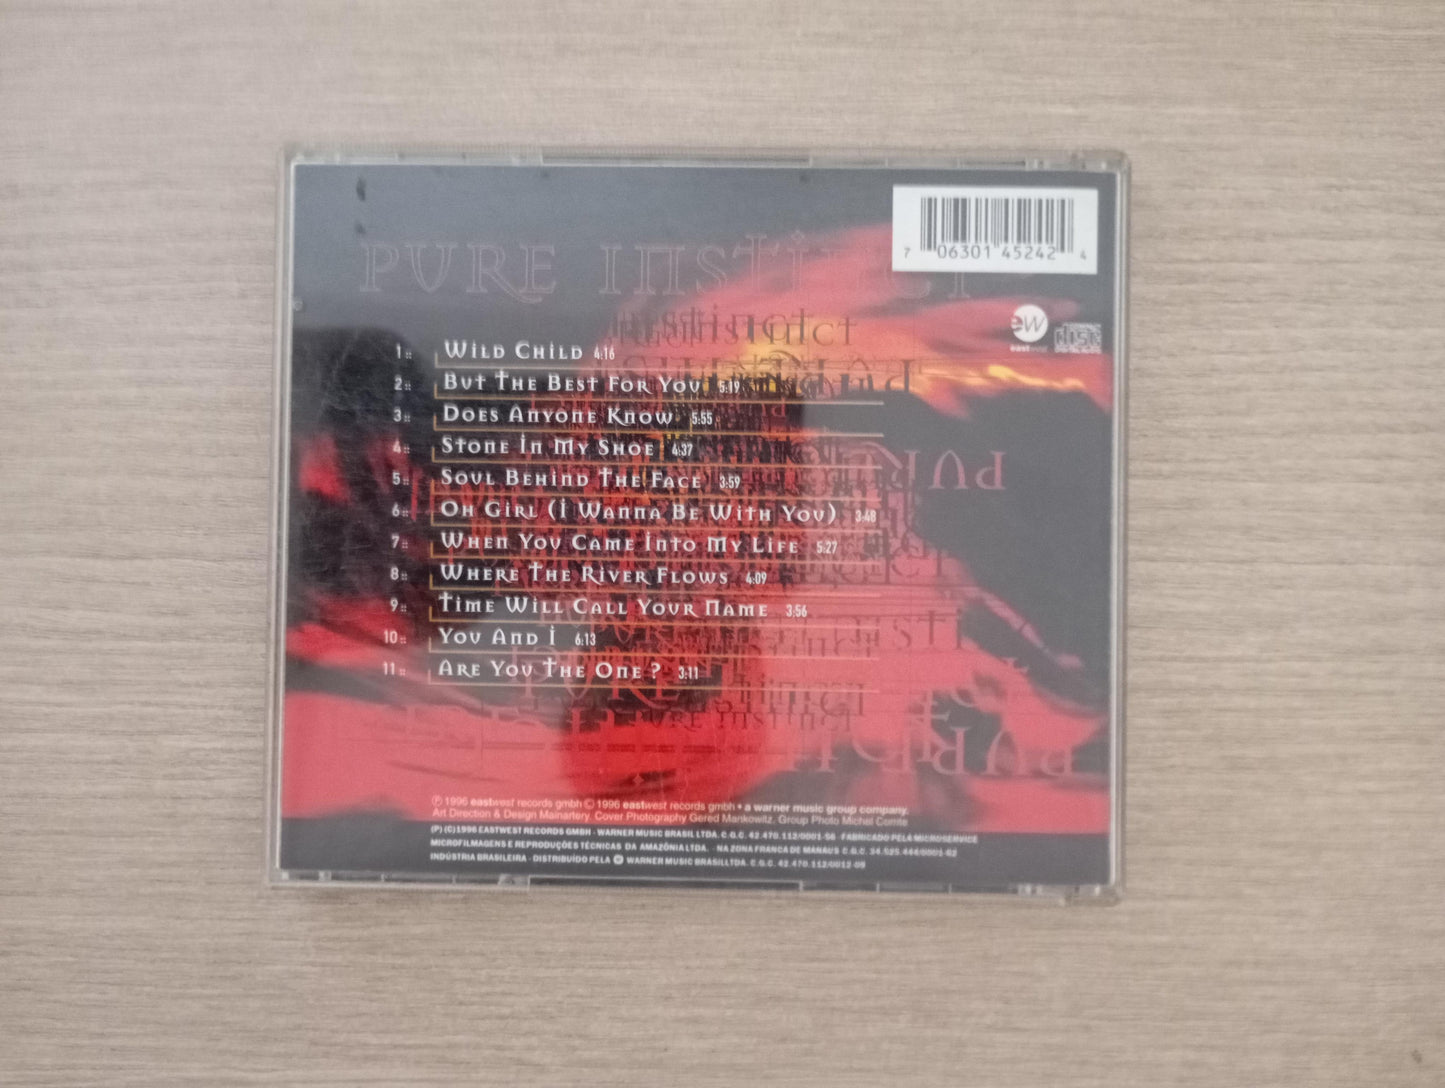 PURE INSTINCT
7 06301 45242 4
ew
eastwest
COMPACT
disc
DIGITAL AUDIO
1 :: Wild Child 4:16
2 :: But The Best For You 5:19
3 :: Does Anyone Know 5:55
4 :: Stone In My Shoe 4:37
5 :: Soul Behind The Face 3:59
6 :: Oh Girl (I Wanna Be With You) 3:48
7 :: When You Came Into My Life 5:27
8 :: Where The River Flows 4:09
9 :: Time Will Call Your Name 3:56
10 :: You And I 6:13
11 :: Are You The One ? 3:11
PURE INSTINCT
℗ 1996 eastwest records gmbh © 1996 eastwest records gmbh • a warner music group company.
Art Direction & Design Mainartery. Cover Photography Gered Mankowitz. Group Photo Michel Comte
(P) (C)1996 EASTWEST RECORDS GMBH - WARNER MUSIC BRASIL LTDA. C.G.C. 42.470.112/0001-56 - FABRICADO PELA MICROSERVICE
MICROFILMAGENS E REPRODUÇÕES TÉCNICAS DA AMAZÔNIA LTDA. - NA ZONA FRANCA DE MANAUS C.G.C. 34.525.444/0001-62
INDÚSTRIA BRASILEIRA - DISTRIBUÍDO PELA WARNER MUSIC BRASIL LTDA. C.G.C. 42.470.112/0012-09